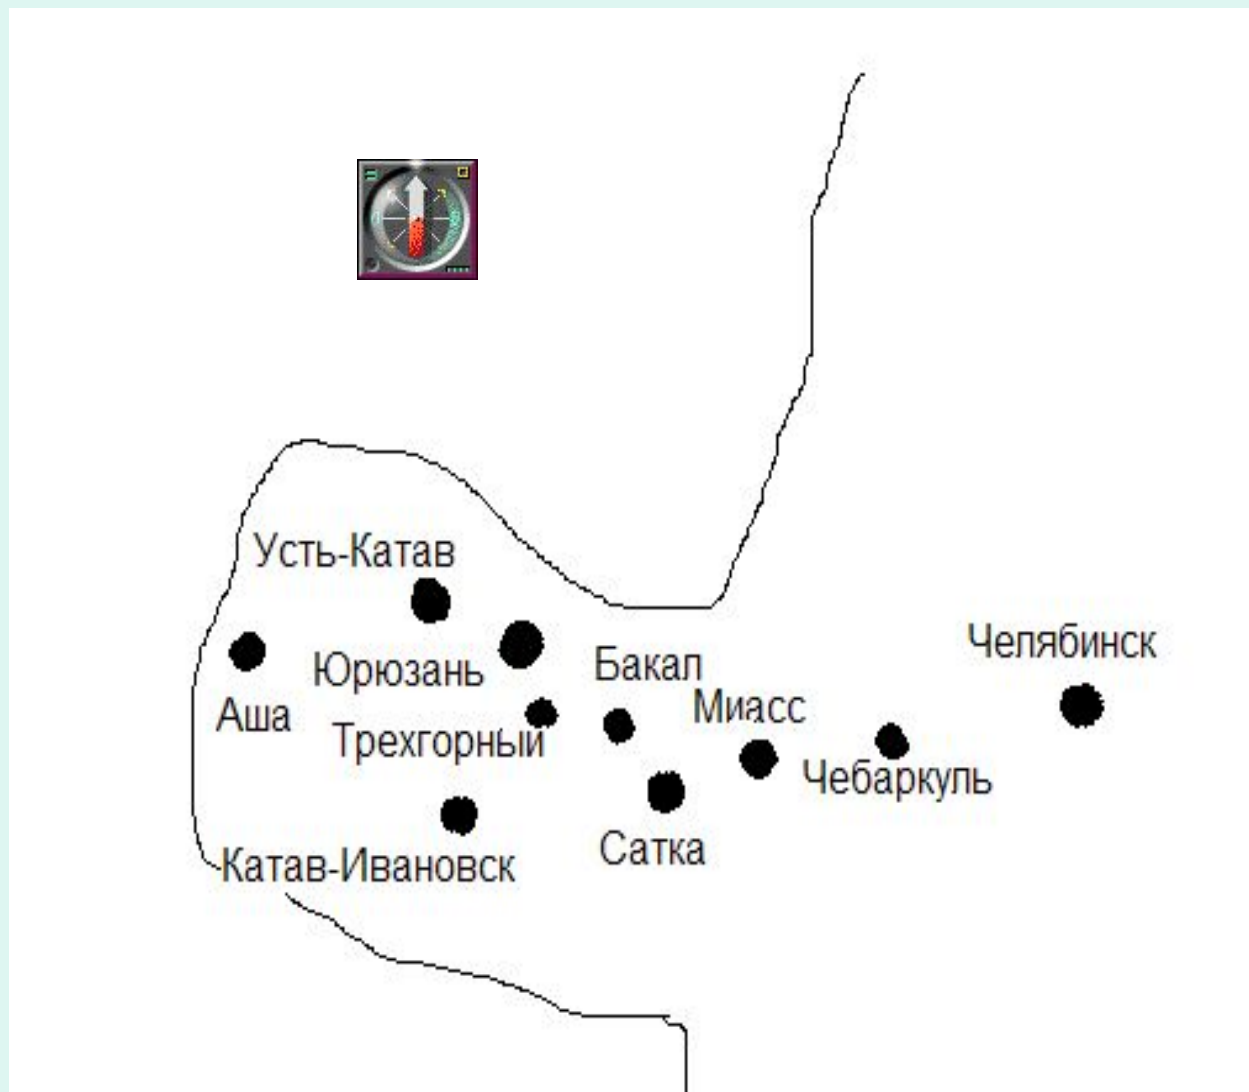 Усть-Катав
Челябинск
Бакал
Юрюзань
Миасс
Аша
Трехгорный
Чебаркуль
Сатка
Катав-Ивановск